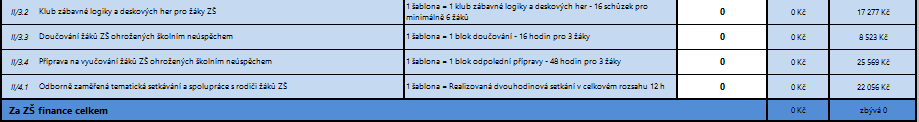 II/3.2 Klub zábavné logiky a deskových her pro žáky ZŠ 1 šablona = 1 klub zábavné logiky a deskových her - 16 schůzek pro minimálně 6 žáků 0 0 Kč 17 277 Kč
II/3.3 Doučování žáků ZŠ ohrožených školním neúspěchem 1 šablona = 1 blok doučování - 16 hodin pro 3 žáky 0 0 Kč 8 523 Kč
II/3.4 Příprava na vyučování žáků ZŠ ohrožených školním neúspěchem 1 šablona = 1 blok odpolední přípravy - 48 hodin pro 3 žáky 0 0 Kč 25 569 Kč
II/4.1 Odborně zaměřená tematická setkávání a spolupráce s rodiči žáků ZŠ 1 šablona = Realizovaná dvouhodinová setkání v celkovém rozsahu 12 h 0 0 Kč 22 056 Kč
Za ZŠ finance celkem 0 Kč zbývá 0